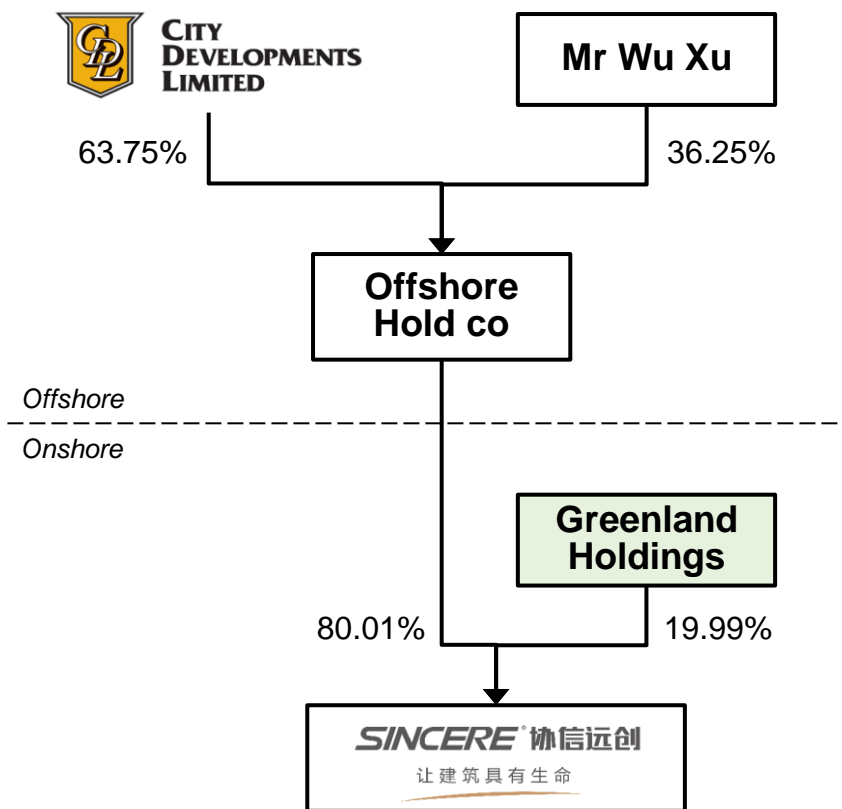 CDL
CITY
DEVELOPMENTS
LIMITED
Mr Wu Xu
63.75%
36.25%
Offshore
Hold co
Offshore
Onshore
Greenland
Holdings
80.01%
19.99%
SINCERE 协信远创
让建筑具有生命